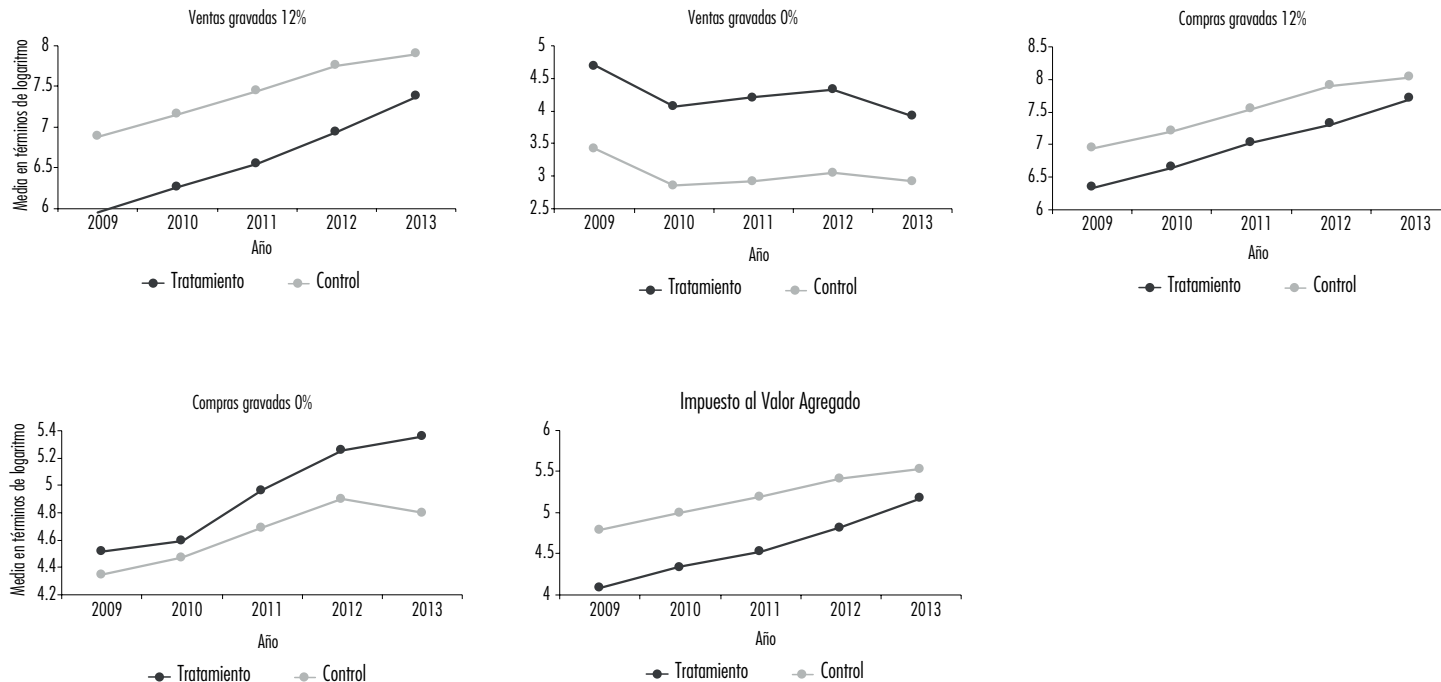 Ventas gravadas 12%
Media en términos de logaritmo
8
7.5
7
6.5
6
2009 2010 2011 2012 2013
Año
Tratamiento Control
Ventas gravadas 0%
5
4.5
4
3.5
3
2.5
2009 2010 2011 2012 2013
Año
Tratamiento Control
Compras gravadas 12%
8.5
8
7.5
7
6.5
6
2009 2010 2011 2012 2013
Año
Tratamiento Control
Compras gravadas 0%
Media en términos de logaritmo
5.4
5.2
5
4.8
4.6
4.4
4.2
2009 2010 2011 2012 2013
Año
Tratamiento Control
Impuesto al Valor Agregado
6
5.5
5
4.5
4
2009 2010 2011 2012 2013
Año
Tratamiento Control